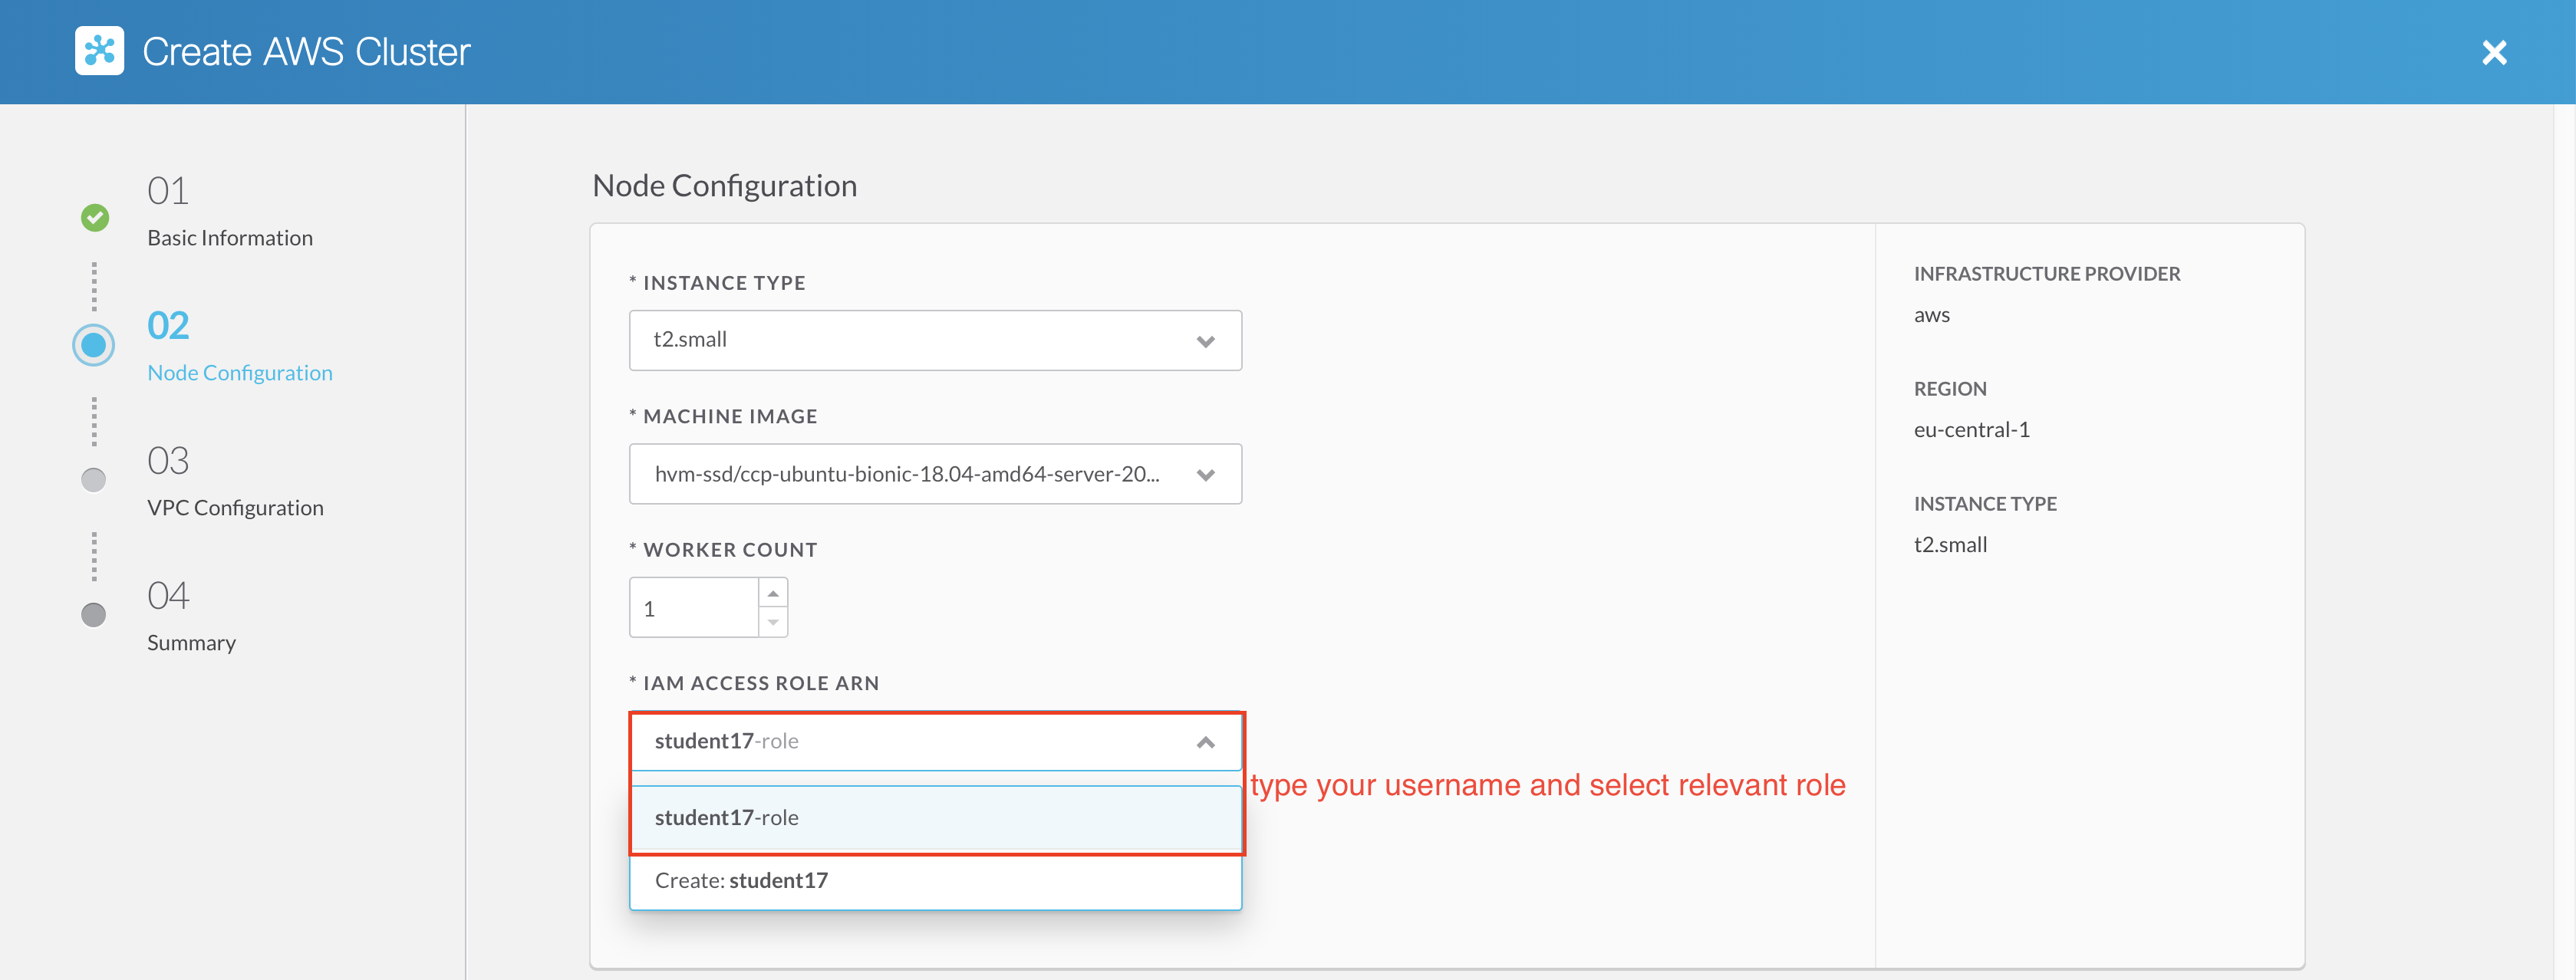 Create AWS Cluster
01
Basic Information
02
Node Configuration
03
VPC Configuration
04
Summary
Node Configuration
* INSTANCE TYPE
t2.small
* MACHINE IMAGE
hvm-ssd/ccp-ubuntu-bionic-18.04-amd64-server-20...
* WORKER COUNT
1
* IAM ACCESS ROLE ARN
student17-role
type your username and select relevant role
student17-role
Create: student17
INFRASTRUCTURE PROVIDER
aws
REGION
eu-central-1
INSTANCE TYPE
t2.small